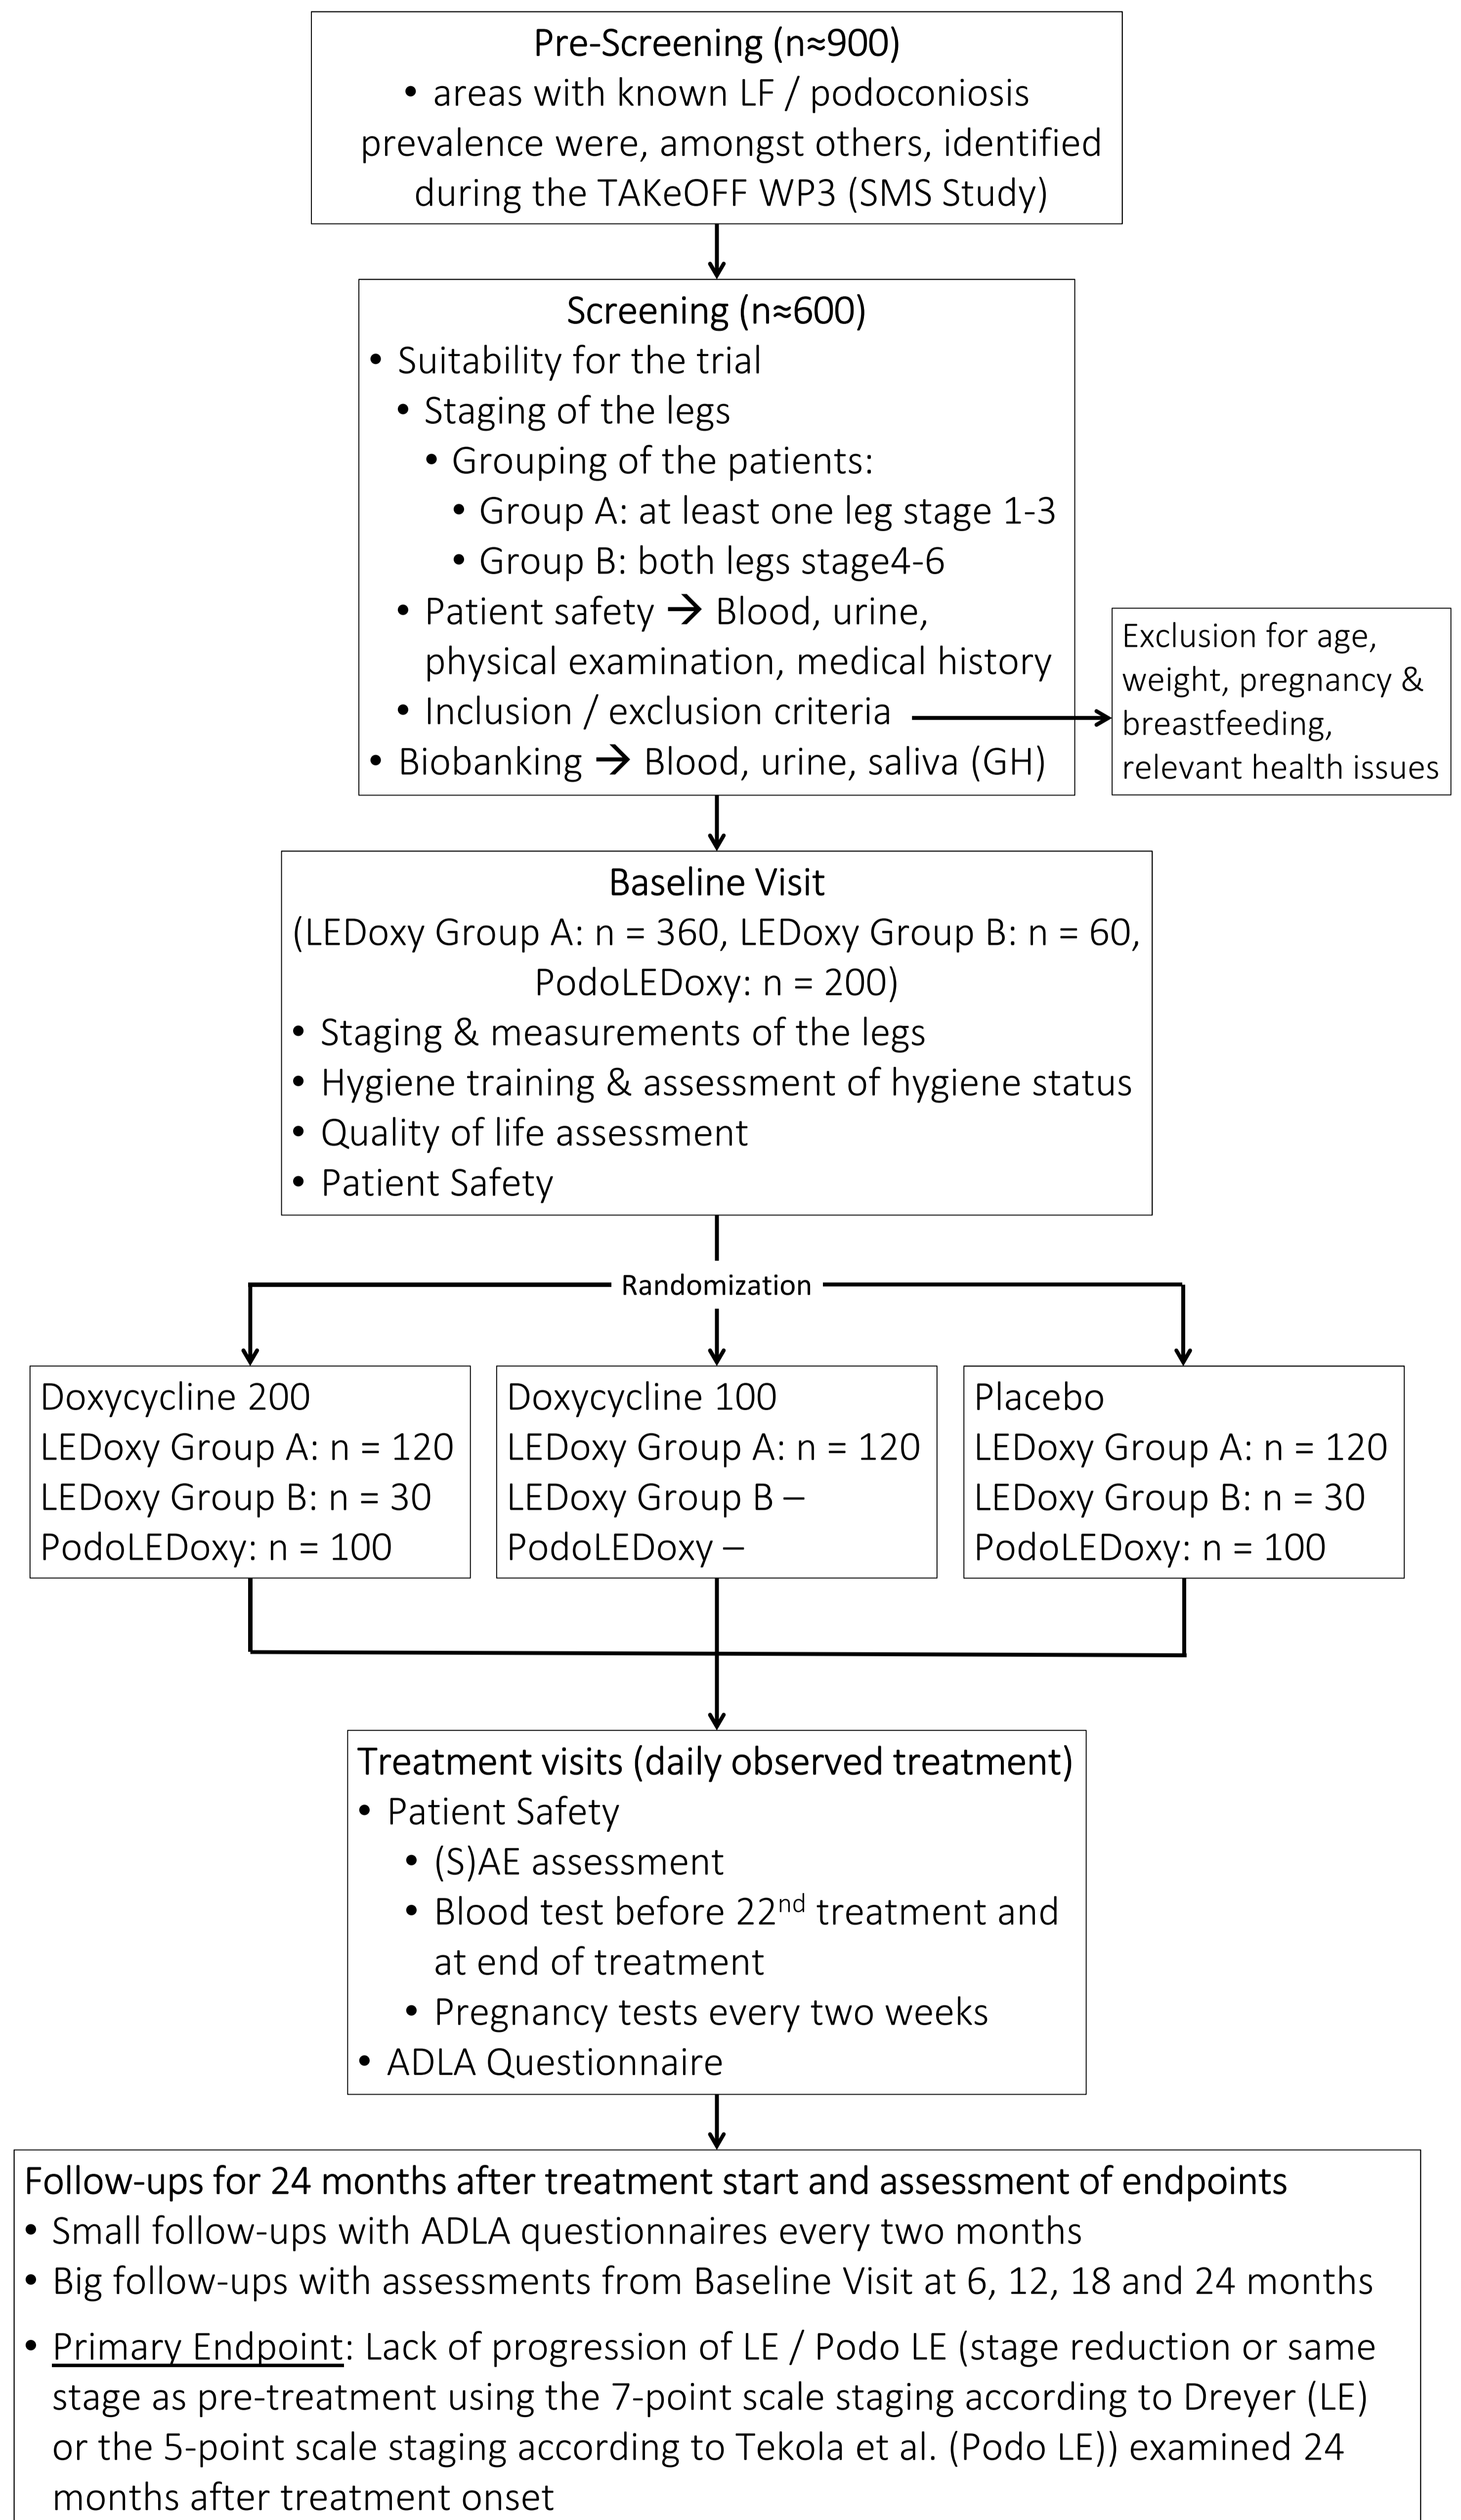 Pre-Screening (n≈900)
• areas with known LF / podoconiosis
prevalence were, amongst others, identified
during the TAKeOFF WP3 (SMS Study)
Screening (n≈600)
• Suitability for the trial
• Staging of the legs
• Grouping of the patients:
• Group A: at least one leg stage 1-3
• Group B: both legs stage4-6
• Patient safety → Blood, urine,
physical examination, medical history
• Inclusion / exclusion criteria
• Biobanking → Blood, urine, saliva (GH)
Exclusion for age,
weight, pregnancy &
breastfeeding,
relevant health issues
Baseline Visit
(LEDoxy Group A: n = 360, LEDoxy Group B: n = 60,
PodoLEDoxy: n = 200)
• Staging & measurements of the legs
• Hygiene training & assessment of hygiene status
• Quality of life assessment
• Patient Safety
Randomization
Doxycycline 200
LEDoxy Group A: n = 120
LEDoxy Group B: n = 30
PodoLEDoxy: n = 100
Doxycycline 100
LEDoxy Group A: n = 120
LEDoxy Group B –
PodoLEDoxy –
Placebo
LEDoxy Group A: n = 120
LEDoxy Group B: n = 30
PodoLEDoxy: n = 100
Treatment visits (daily observed treatment)
• Patient Safety
• (S)AE assessment
• Blood test before 22nd treatment and
at end of treatment
• Pregnancy tests every two weeks
• ADLA Questionnaire
Follow-ups for 24 months after treatment start and assessment of endpoints
• Small follow-ups with ADLA questionnaires every two months
• Big follow-ups with assessments from Baseline Visit at 6, 12, 18 and 24 months
• Primary Endpoint: Lack of progression of LE / Podo LE (stage reduction or same
stage as pre-treatment using the 7-point scale staging according to Dreyer (LE)
or the 5-point scale staging according to Tekola et al. (Podo LE)) examined 24
months after treatment onset